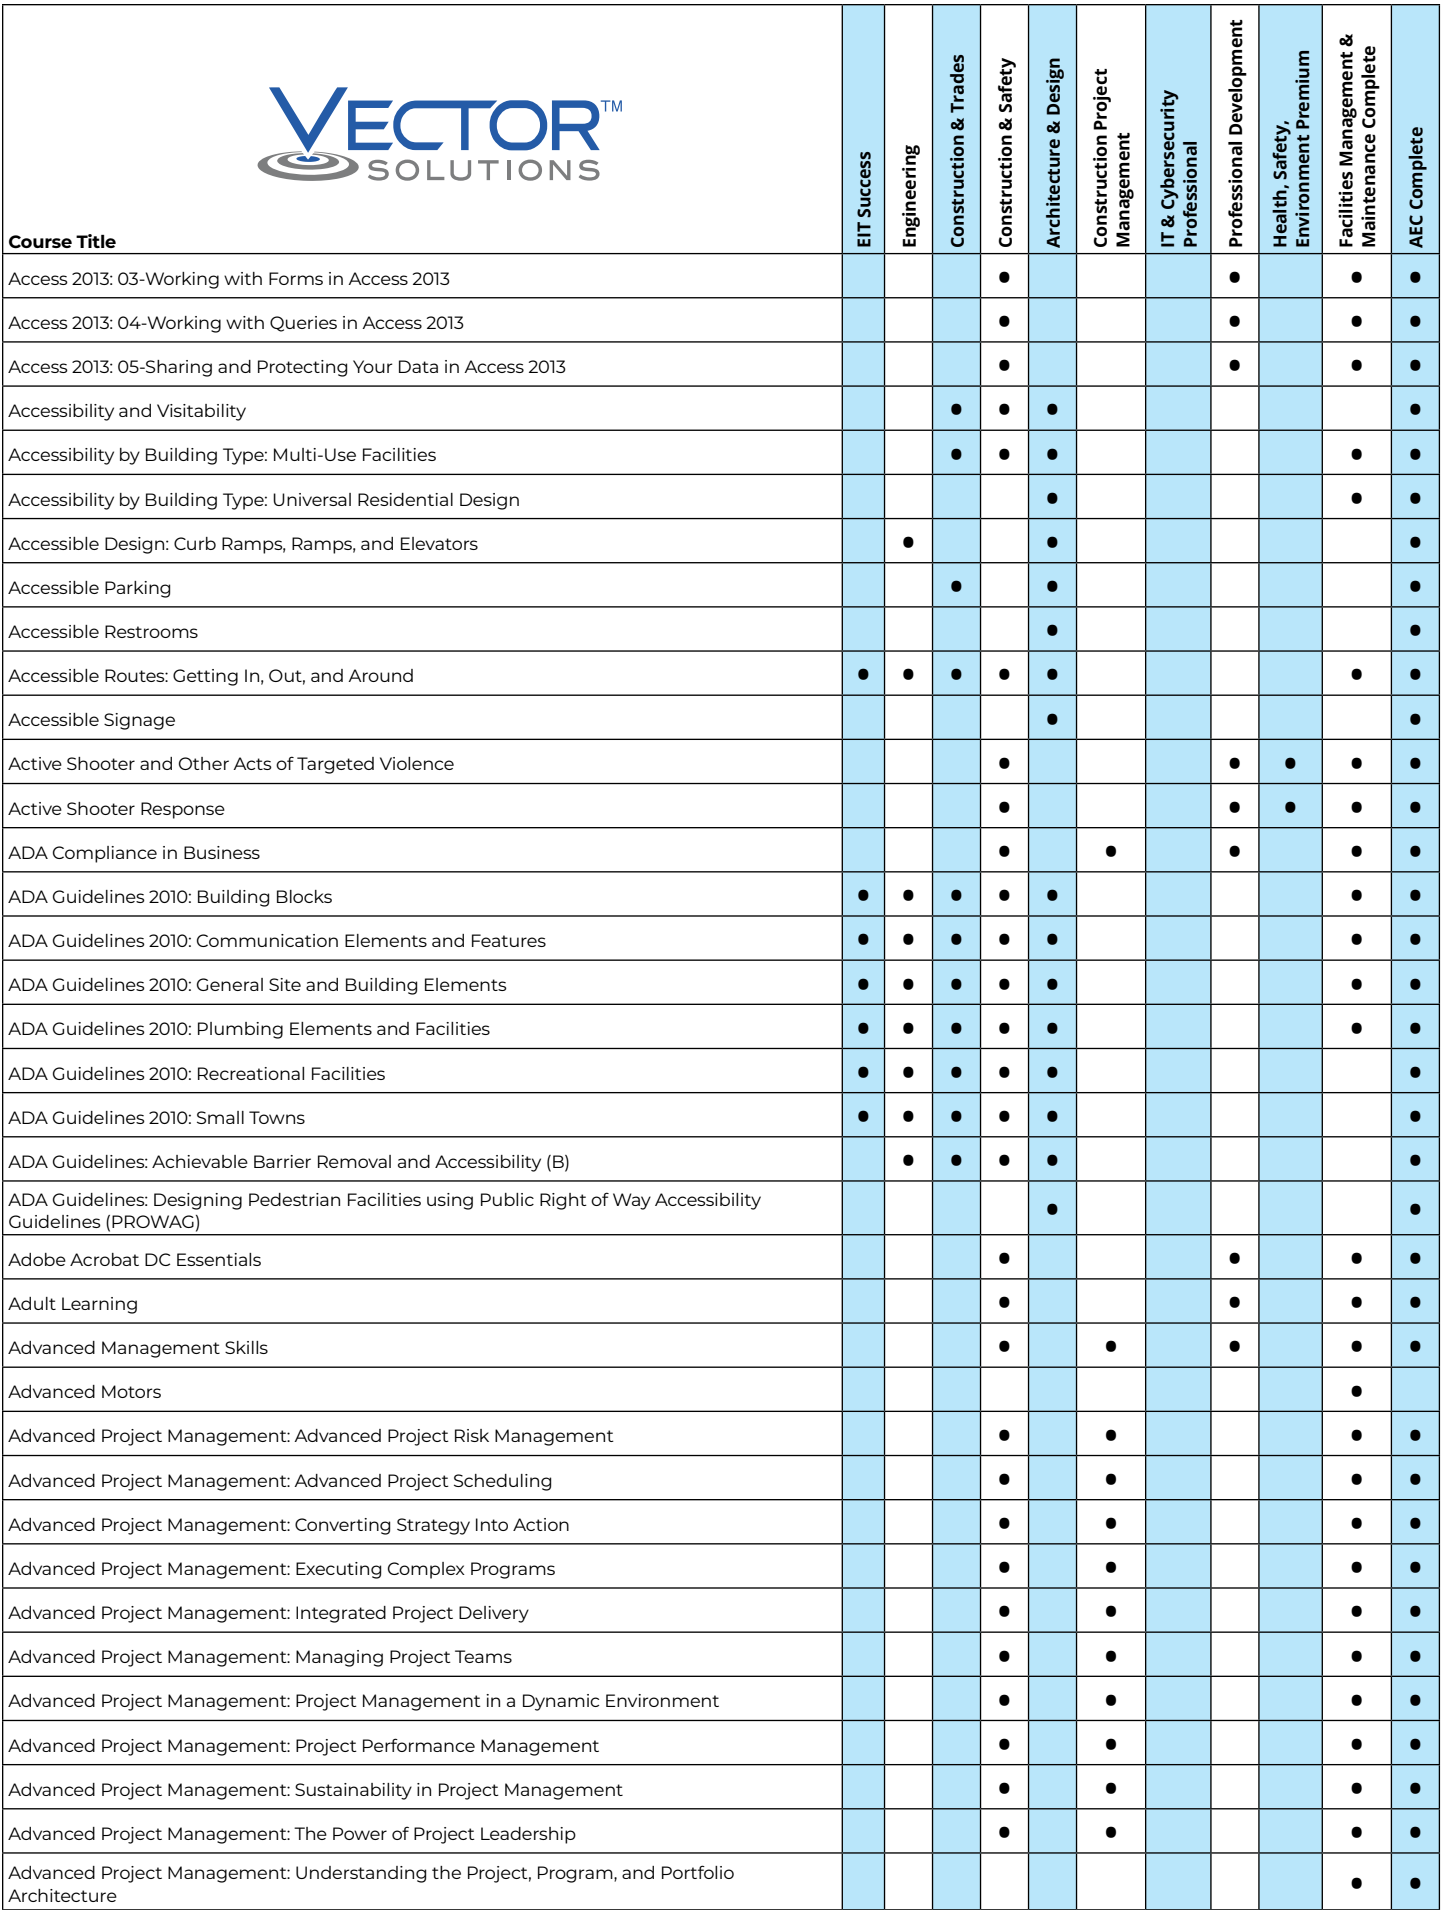 VECTOR™
SOLUTIONS
Course Title
EIT Success
Engineering
Construction & Trades
Construction & Safety
Architecture & Design
Construction Project
Management
IT & Cybersecurity
Professional
Professional Development
Health, Safety,
Environment Premium
Facilities Management &
Maintenance Complete
AEC Complete
Access 2013: 03-Working with Forms in Access 2013 • • • •
Access 2013: 04-Working with Queries in Access 2013 • • • •
Access 2013: 05-Sharing and Protecting Your Data in Access 2013 • • • •
Accessibility and Visitability • • • •
Accessibility by Building Type: Multi-Use Facilities • • • • •
Accessibility by Building Type: Universal Residential Design • • •
Accessible Design: Curb Ramps, Ramps, and Elevators • • •
Accessible Parking • • •
Accessible Restrooms • •
Accessible Routes: Getting In, Out, and Around • • • • • • •
Accessible Signage • •
Active Shooter and Other Acts of Targeted Violence • • • • •
Active Shooter Response • • • • •
ADA Compliance in Business • • • • •
ADA Guidelines 2010: Building Blocks • • • • • • •
ADA Guidelines 2010: Communication Elements and Features • • • • • • •
ADA Guidelines 2010: General Site and Building Elements • • • • • • •
ADA Guidelines 2010: Plumbing Elements and Facilities • • • • • • •
ADA Guidelines 2010: Recreational Facilities • • • • • •
ADA Guidelines 2010: Small Towns • • • • • •
ADA Guidelines: Achievable Barrier Removal and Accessibility (B) • • • • •
ADA Guidelines: Designing Pedestrian Facilities using Public Right of Way Accessibility
Guidelines (PROWAG) • •
Adobe Acrobat DC Essentials • • • •
Adult Learning • • • •
Advanced Management Skills • • • • •
Advanced Motors •
Advanced Project Management: Advanced Project Risk Management • • • •
Advanced Project Management: Advanced Project Scheduling • • • •
Advanced Project Management: Converting Strategy Into Action • • • •
Advanced Project Management: Executing Complex Programs • • • •
Advanced Project Management: Integrated Project Delivery • • • •
Advanced Project Management: Managing Project Teams • • • •
Advanced Project Management: Project Management in a Dynamic Environment • • • •
Advanced Project Management: Project Performance Management • • • •
Advanced Project Management: Sustainability in Project Management • • • •
Advanced Project Management: The Power of Project Leadership • • • •
Advanced Project Management: Understanding the Project, Program, and Portfolio
Architecture • •